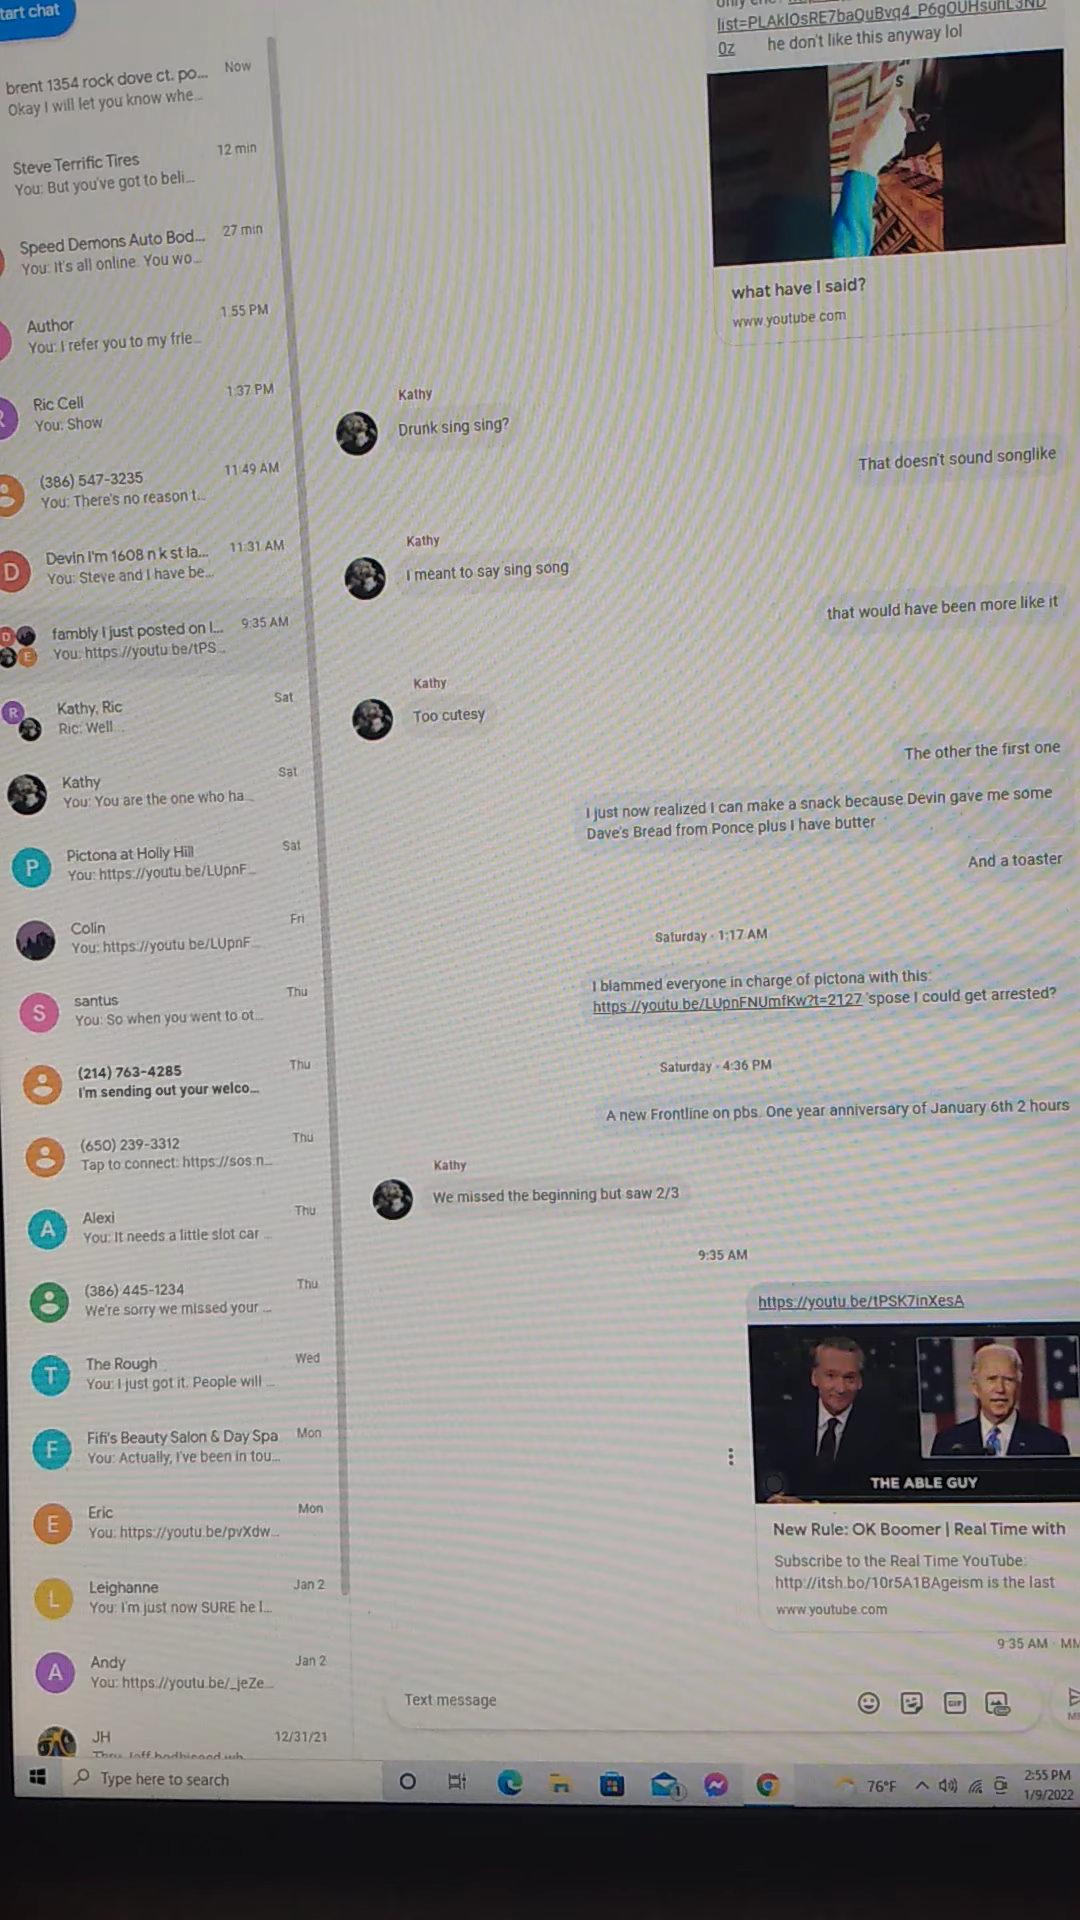 tart chat
brent 1354 rock dove ct. po... Now
Okay I will let you know whe...
Steve Terrific Tires 12 min
You: But you've got to beli...
Speed Demons Auto Bod... 27 min
You: It's all online. You wo...
Author 1:55 PM
You: I refer you to my frie...
Ric Cell 1:37 PM
You: Show
(386) 547-3235 11:49 AM
You: There's no reason t...
D
Devin I'm 1608 n k st la... 11:31 AM
You: Steve and I have be...
D
E
fambly I just posted on I... 9:35 AM
You: https://youtu.be/tPS...
R
Kathy, Ric Sat
Ric: Well...
Kathy Sat
You: You are the one who ha...
P
Pictona at Holly Hill Sat
You: https://youtu.be/LUpnF...
Colin Fri
You: https://youtu.be/LUpnF...
S
santus Thu
You: So when you went to ot...
(214) 763-4285 Thu
I'm sending out your welco...
(650) 239-3312 Thu
Tap to connect: https://sos.n...
A
Alexi Thu
You: It needs a little slot car ...
(386) 445-1234 Thu
We're sorry we missed your ...
T
The Rough Wed
You: I just got it. People will ...
F
Fifi's Beauty Salon & Day Spa Mon
You: Actually, I've been in tou...
E
Eric Mon
You: https://youtu.be/pvXdw...
L
Leighanne Jan 2
You: I'm just now SURE he l...
A
Andy Jan 2
You: https://youtu.be/_jeZe...
JH 12/31/21
list=PLAklOsRE7baQuBvq4_P6gOUHsuhL3ND
0z he don't like this anyway lol
S
what have I said?
www.youtube.com
Kathy
Drunk sing sing?
That doesn't sound songlike
Kathy
I meant to say sing song
that would have been more like it
Kathy
Too cutesy
The other the first one
I just now realized I can make a snack because Devin gave me some
Dave's Bread from Ponce plus I have butter
And a toaster
Saturday · 1:17 AM
I blammed everyone in charge of pictona with this:
https://youtu.be/LUpnFNUmfKw?t=2127 'spose I could get arrested?
Saturday · 4:36 PM
A new Frontline on pbs. One year anniversary of January 6th 2 hours
Kathy
We missed the beginning but saw 2/3
9:35 AM
https://youtu.be/tPSK7inXesA
THE ABLE GUY
New Rule: OK Boomer | Real Time with
Subscribe to the Real Time YouTube:
http://itsh.bo/10r5A1BAgeism is the last
www.youtube.com
9:35 AM · MM
Text message
GIF
Type here to search
1
76°F
2:55 PM
1/9/2022